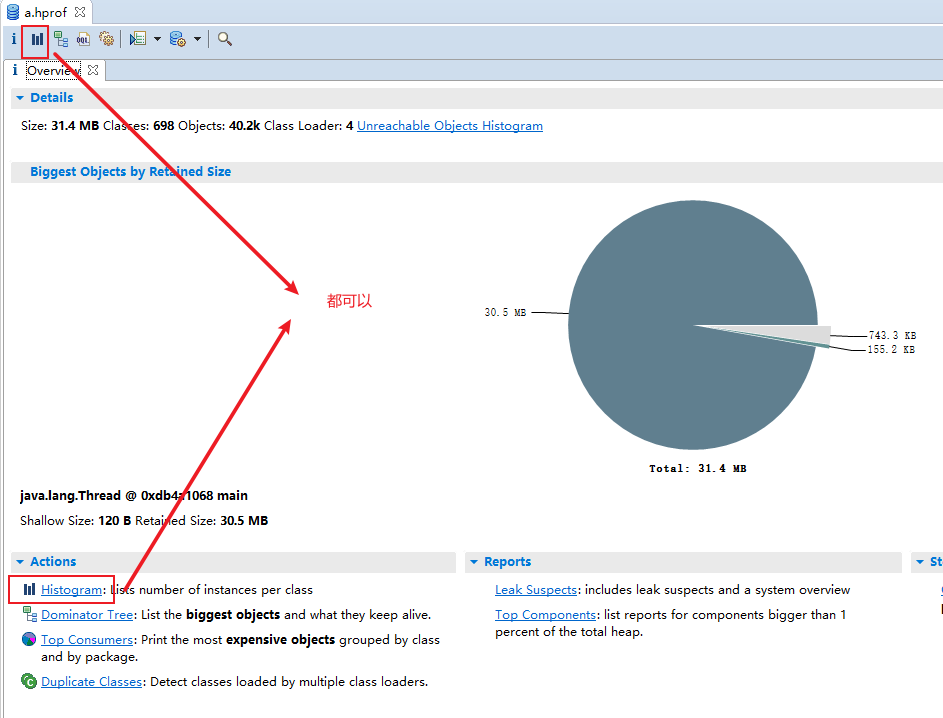 a.hprof
i
OQL
i Overview
Details
Size: 31.4 MB Classes: 698 Objects: 40.2k Class Loader: 4 Unreachable Objects Histogram
Biggest Objects by Retained Size
都可以
30.5 MB
743.3 KB
155.2 KB
Total: 31.4 MB
java.lang.Thread @ 0xdb4a1068 main
Shallow Size: 120 B Retained Size: 30.5 MB
Actions
Histogram: Lists number of instances per class
Dominator Tree: List the biggest objects and what they keep alive.
Top Consumers: Print the most expensive objects grouped by class
and by package.
Duplicate Classes: Detect classes loaded by multiple class loaders.
Reports
Leak Suspects: includes leak suspects and a system overview
Top Components: list reports for components bigger than 1
percent of the total heap.
St